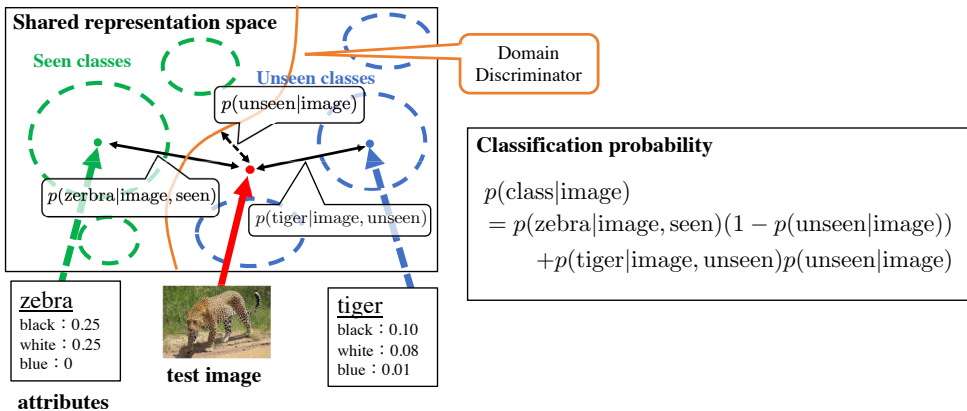 Shared representation space
Seen classes
Unseen classes
Domain
Discriminator
p(unseen|image)
p(zerbra|image, seen)
p(tiger|image, unseen)
zebra
black：0.25
white：0.25
blue：0
attributes
test image
tiger
black：0.10
white：0.08
blue：0.01
Classification probability
p(class|image)
= p(zebra|image, seen)(1 − p(unseen|image))
+p(tiger|image, unseen)p(unseen|image)